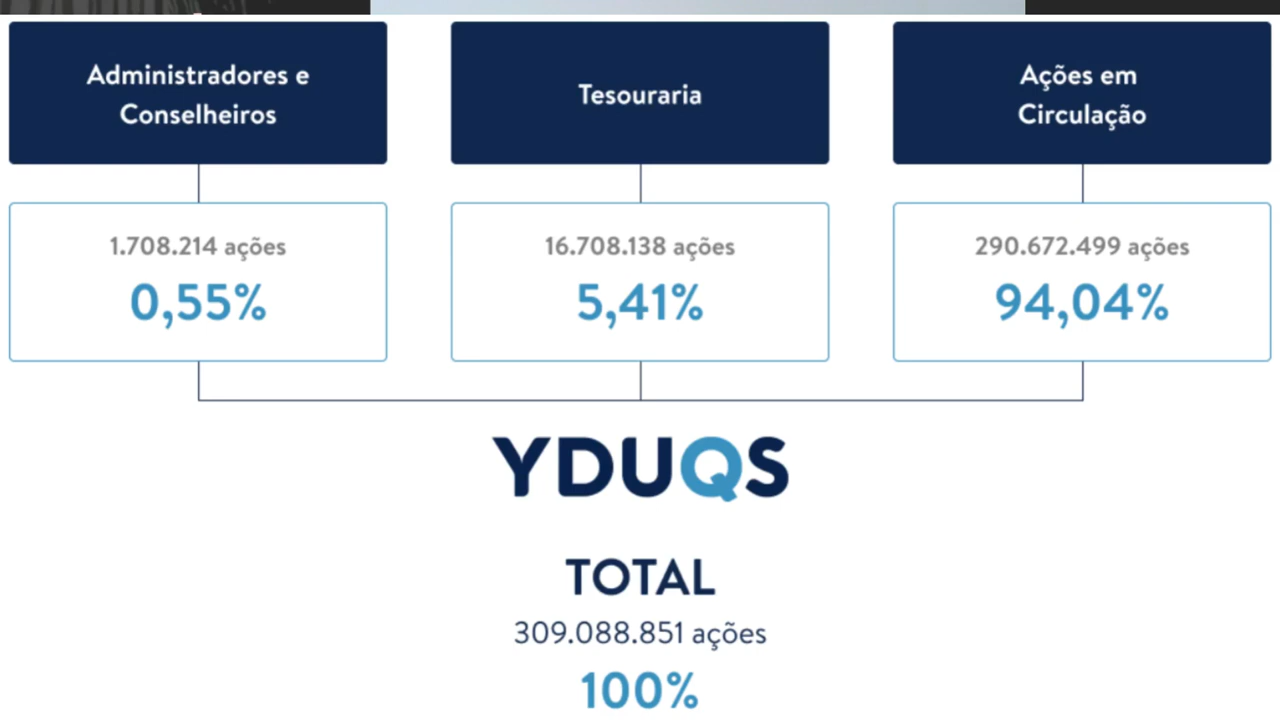 Administradores e
Conselheiros
Tesouraria
Ações em
Circulação
1.708.214 ações
0,55%
16.708.138 ações
5,41%
290.672.499 ações
94,04%
YDUQS
TOTAL
309.088.851 ações
100%